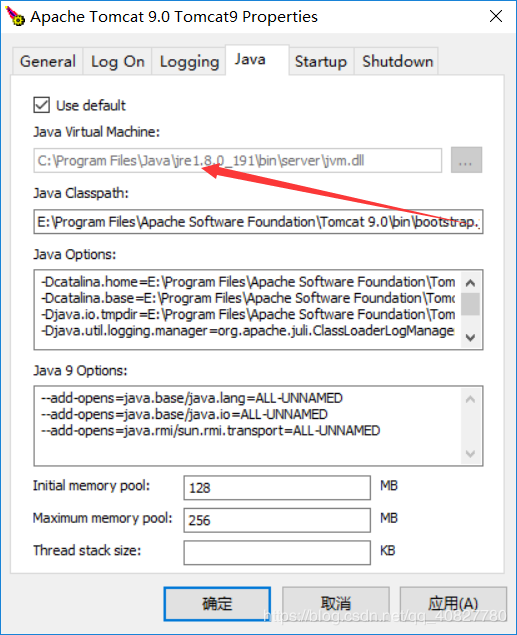 Apache Tomcat 9.0 Tomcat9 Properties
General Log On Logging Java Startup Shutdown
Use default
Java Virtual Machine:
C:\Program Files\Java\jre1.8.0_191\bin\server\jvm.dll
...
Java Classpath:
E:\Program Files\Apache Software Foundation\Tomcat 9.0\bin\bootstrap.j
Java Options:
-Dcatalina.home=E:\Program Files\Apache Software Foundation\Tom
-Dcatalina.base=E:\Program Files\Apache Software Foundation\Tomc
-Djava.io.tmpdir=E:\Program Files\Apache Software Foundation\Tom
-Djava.util.logging.manager=org.apache.juli.ClassLoaderLogManager
Java 9 Options:
--add-opens=java.base/java.lang=ALL-UNNAMED
--add-opens=java.base/java.io=ALL-UNNAMED
--add-opens=java.rmi/sun.rmi.transport=ALL-UNNAMED
Initial memory pool: 128 MB
Maximum memory pool: 256 MB
Thread stack size: KB
确定 取消 应用(A)
https://blog.csdn.net/qq_40827780